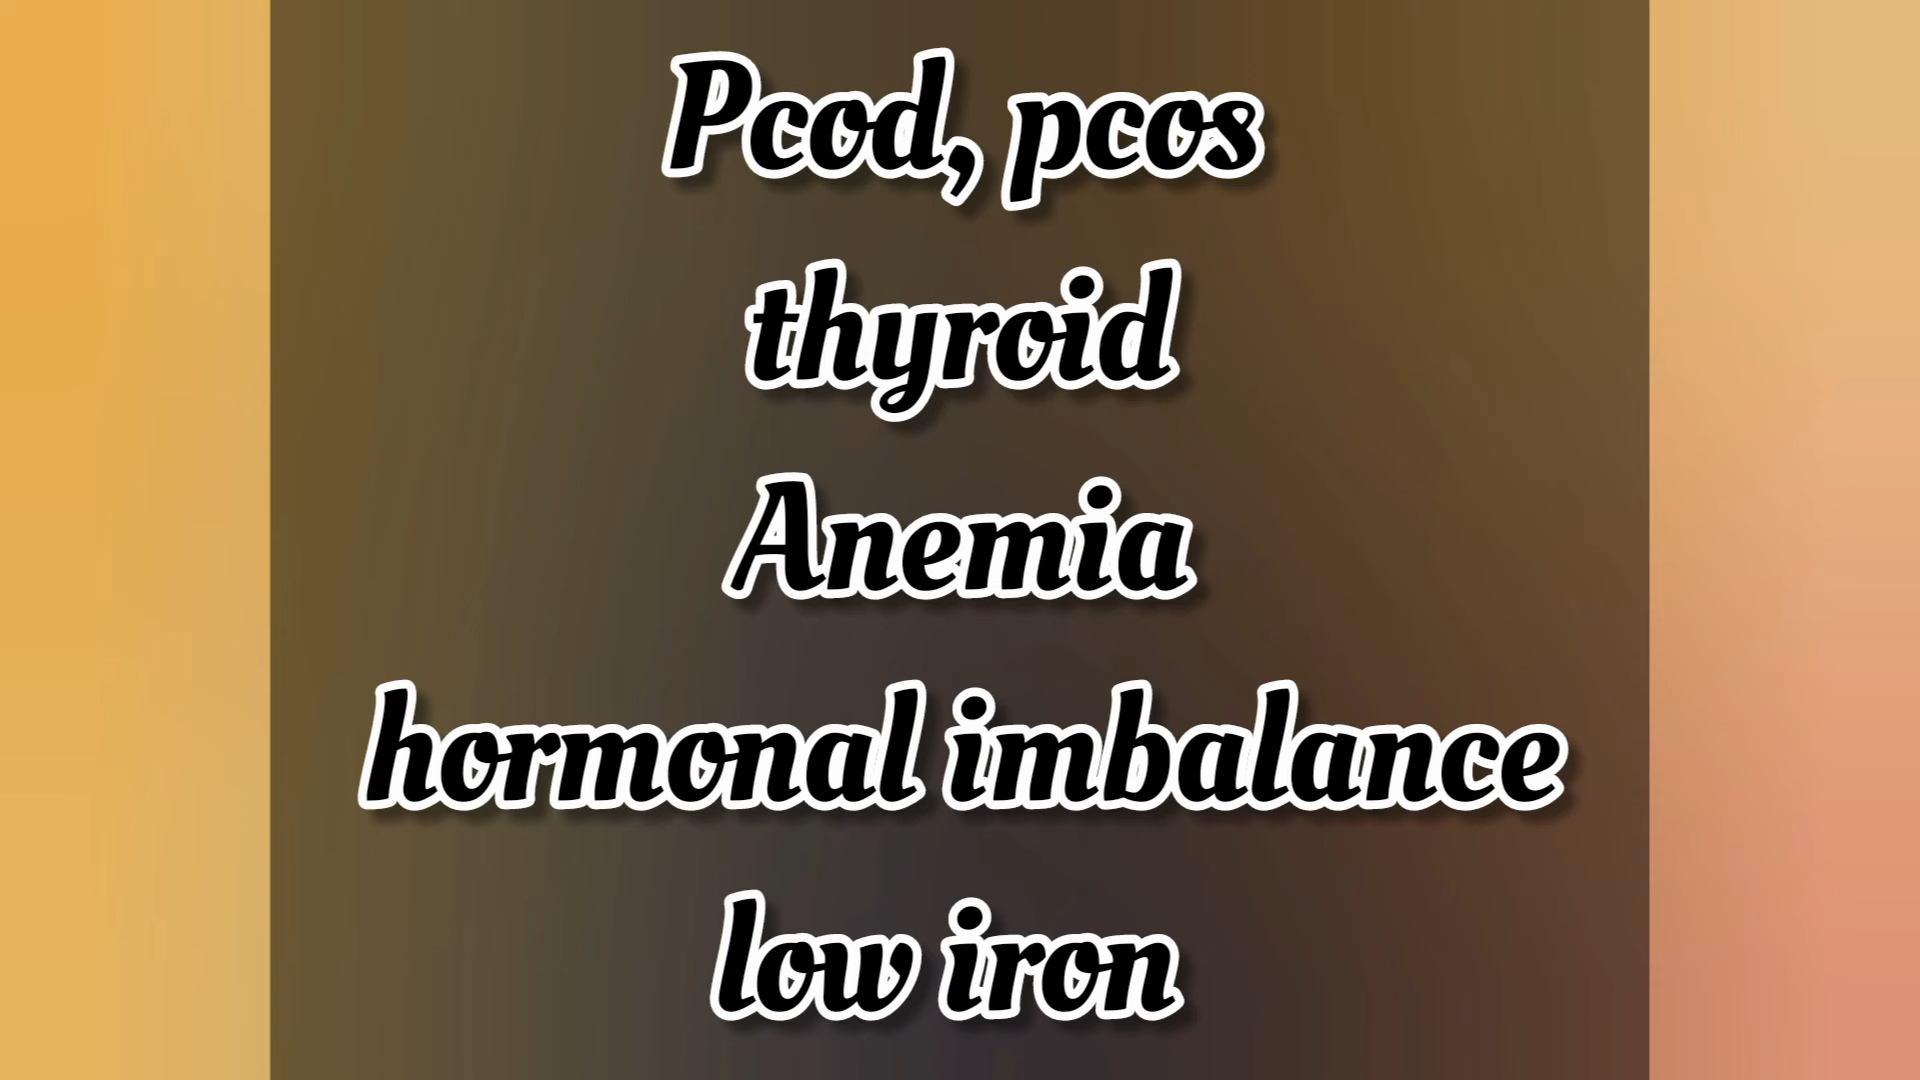 Pcod, pcos
thyroid
Anemia
hormonal imbalance
low iron